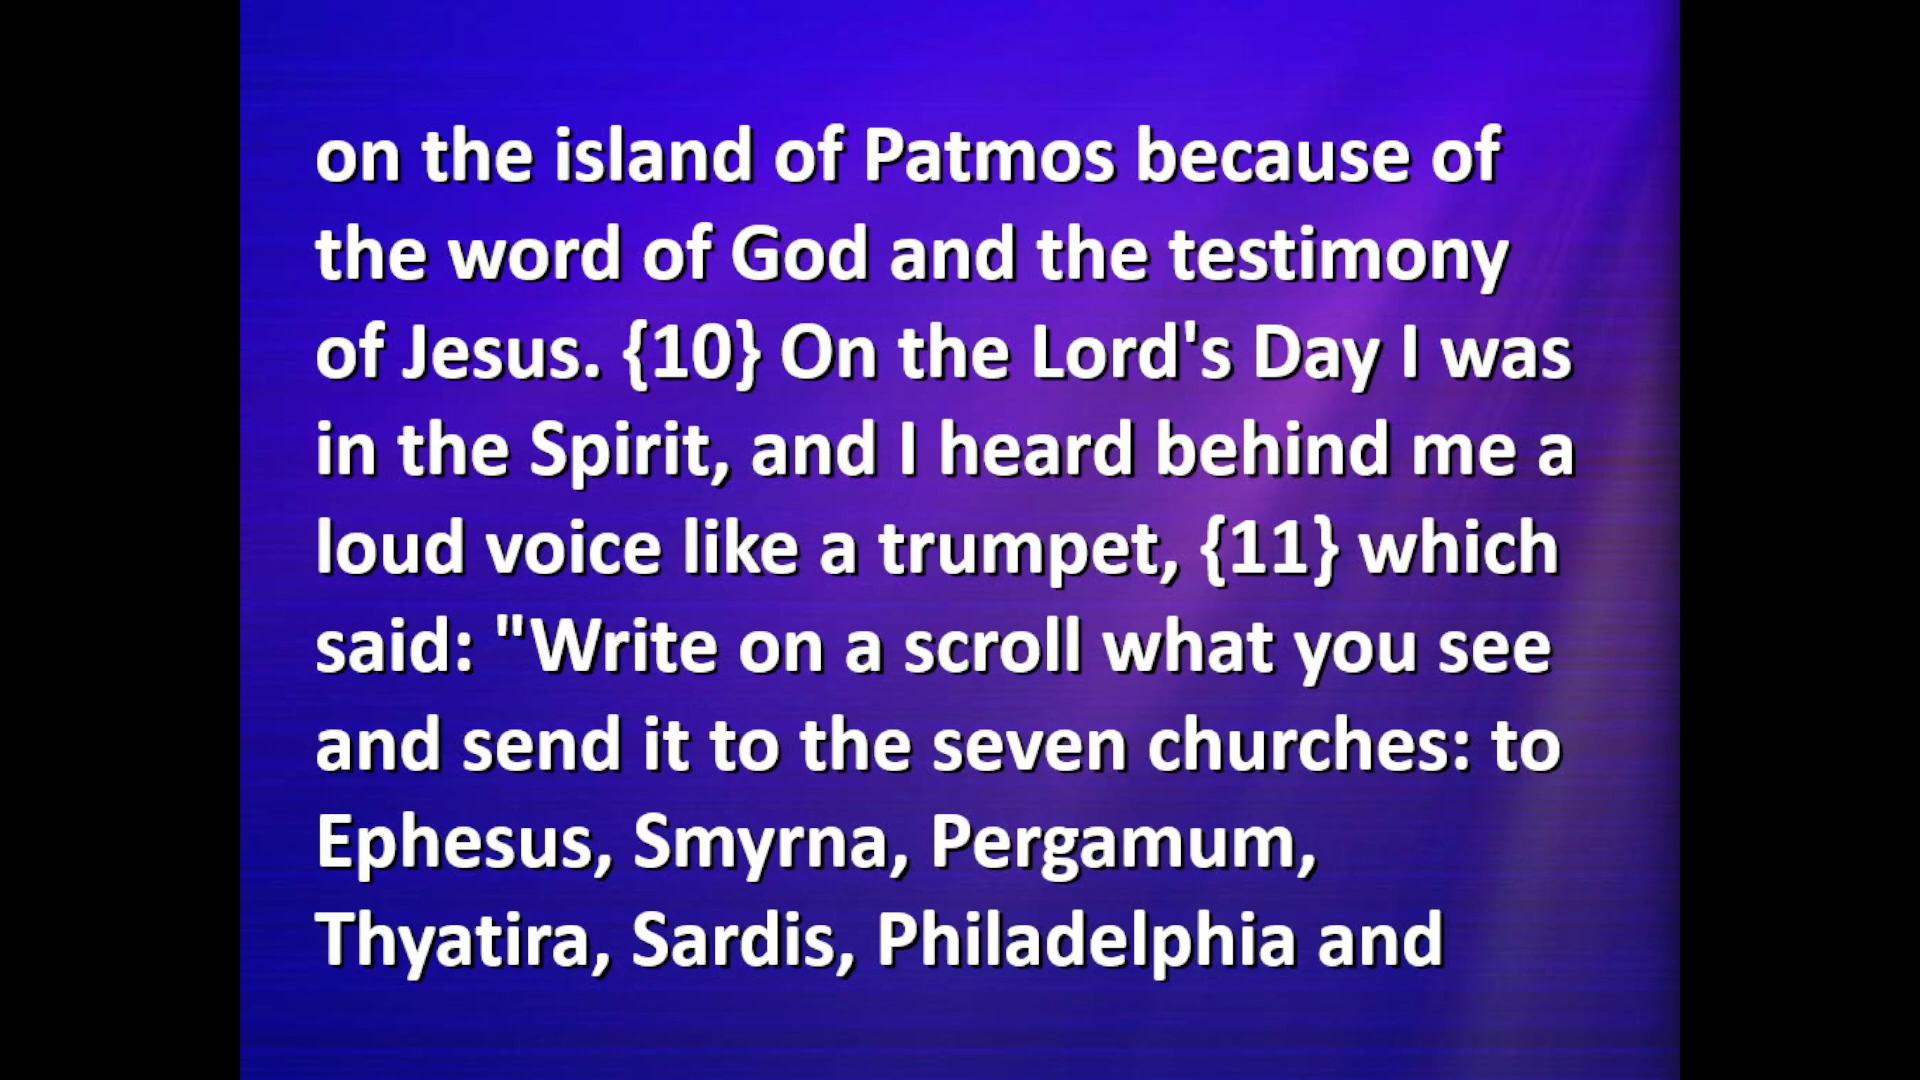 on the island of Patmos because of
the word of God and the testimony
of Jesus. {10} On the Lord's Day I was
in the Spirit, and I heard behind me a
loud voice like a trumpet, {11} which
said: "Write on a scroll what you see
and send it to the seven churches: to
Ephesus, Smyrna, Pergamum,
Thyatira, Sardis, Philadelphia and